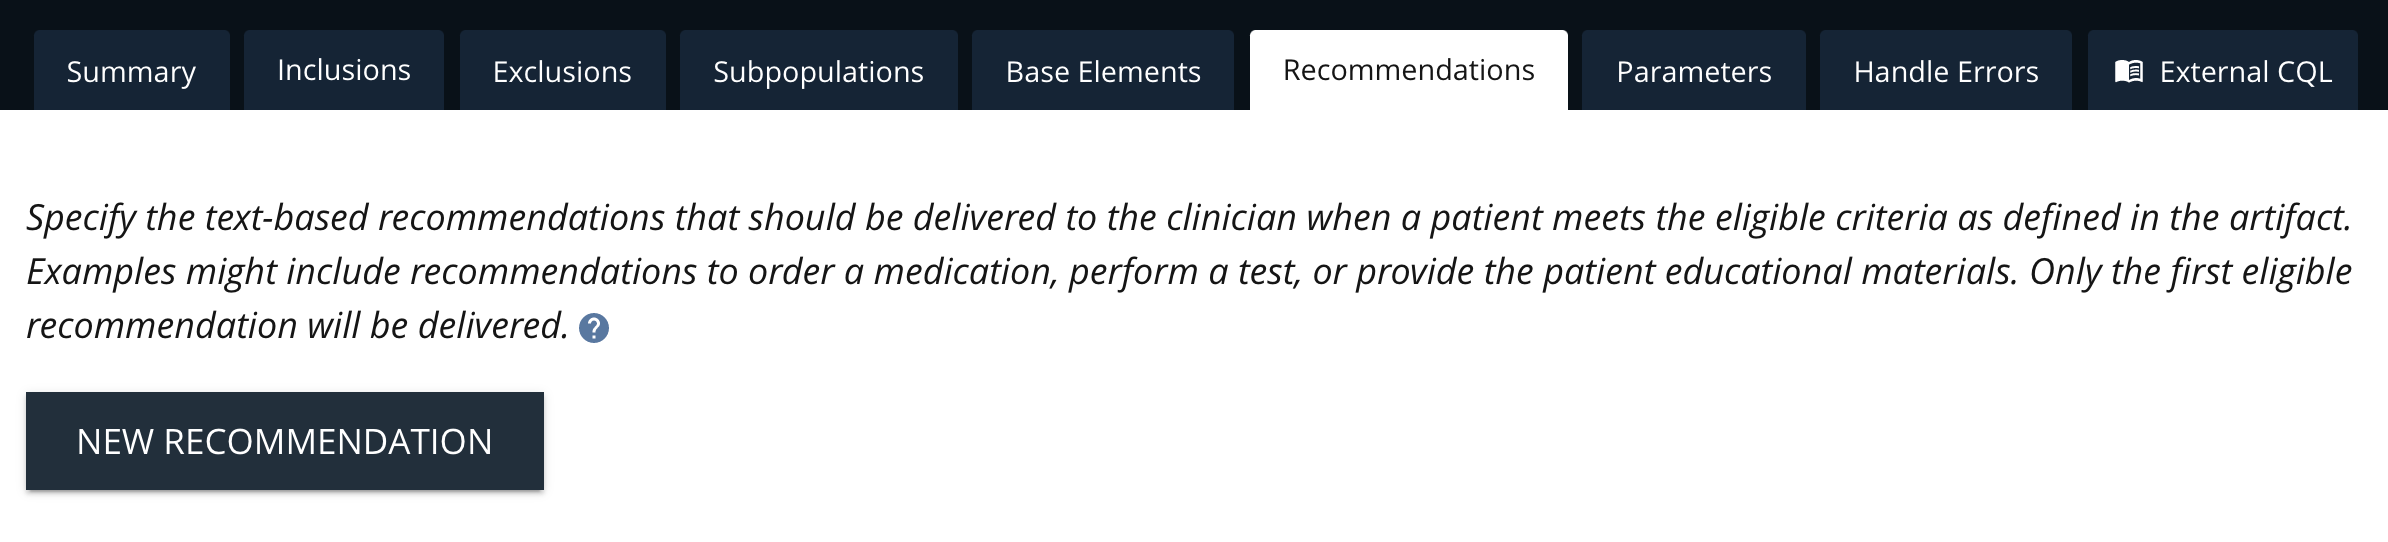 Summary Inclusions Exclusions Subpopulations Base Elements Recommendations Parameters Handle Errors External CQL
Specify the text-based recommendations that should be delivered to the clinician when a patient meets the eligible criteria as defined in the artifact.
Examples might include recommendations to order a medication, perform a test, or provide the patient educational materials. Only the first eligible
recommendation will be delivered. ?
NEW RECOMMENDATION